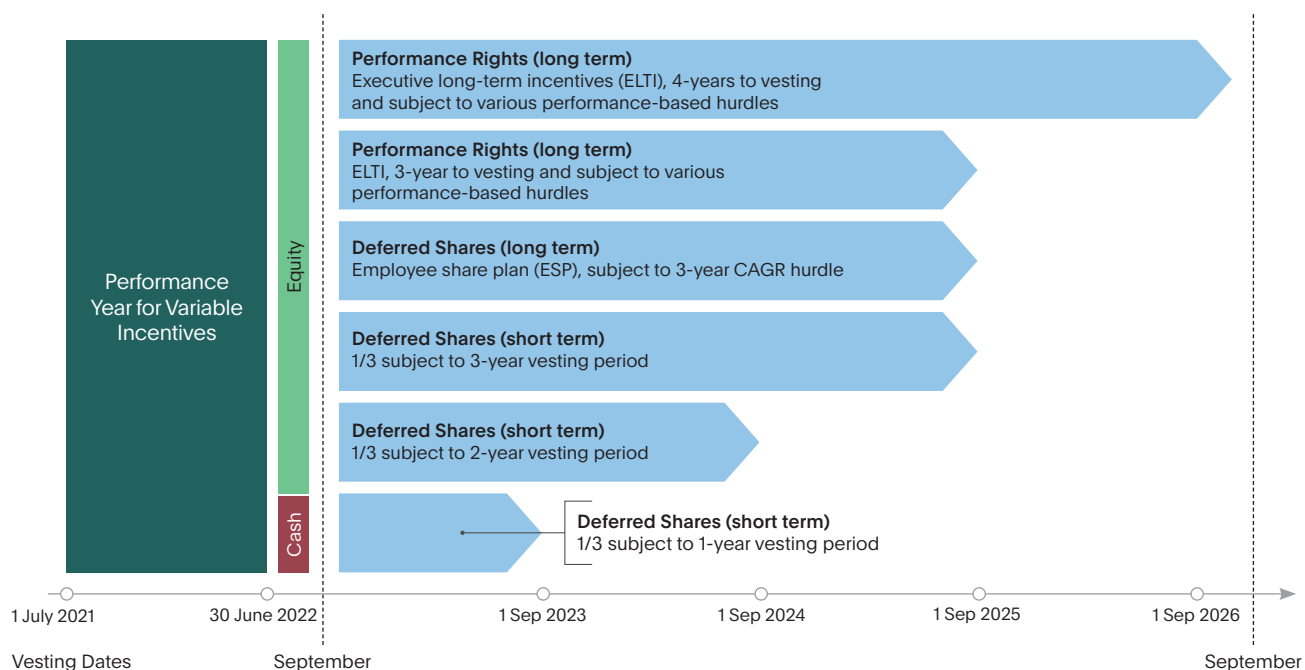 Performance
Year for Variable
Incentives
Equity
Cash
Performance Rights (long term)
Executive long-term incentives (ELTI), 4-years to vesting
and subject to various performance-based hurdles
Performance Rights (long term)
ELTI, 3-year to vesting and subject to various
performance-based hurdles
Deferred Shares (long term)
Employee share plan (ESP), subject to 3-year CAGR hurdle
Deferred Shares (short term)
1/3 subject to 3-year vesting period
Deferred Shares (short term)
1/3 subject to 2-year vesting period
Deferred Shares (short term)
1/3 subject to 1-year vesting period
1 July 2021
30 June 2022
1 Sep 2023
1 Sep 2024
1 Sep 2025
1 Sep 2026
Vesting Dates
September
September